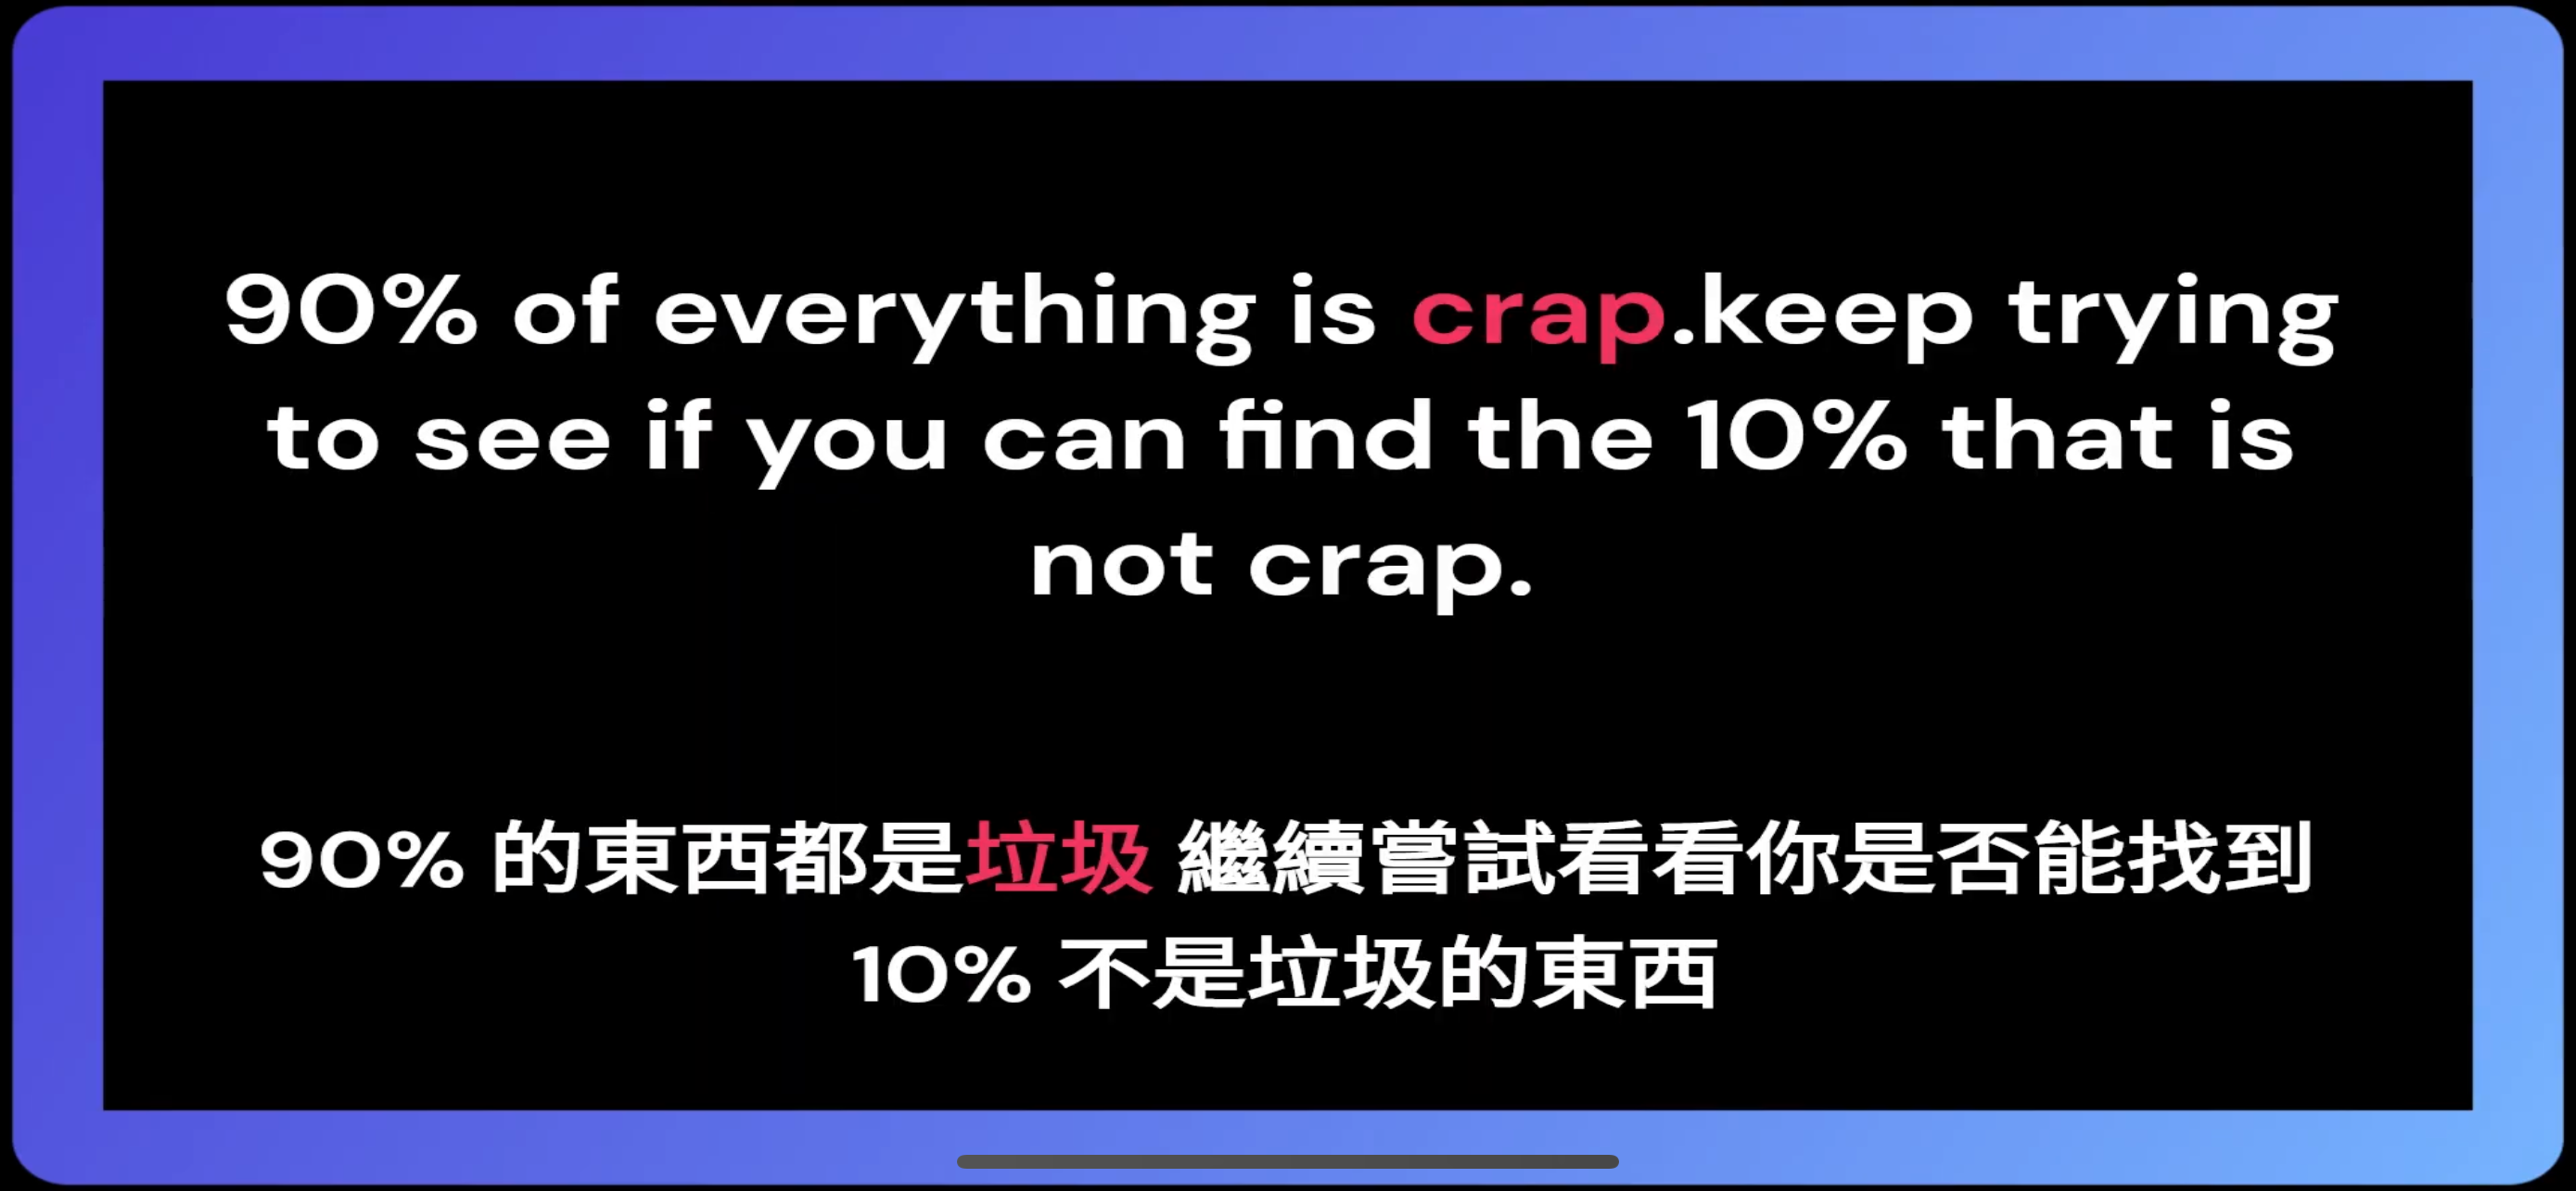 90% of everything is crap.keep trying
to see if you can find the 10% that is
not crap.
90% 的東西都是垃圾 繼續嘗試看看你是否能找到
10% 不是垃圾的東西